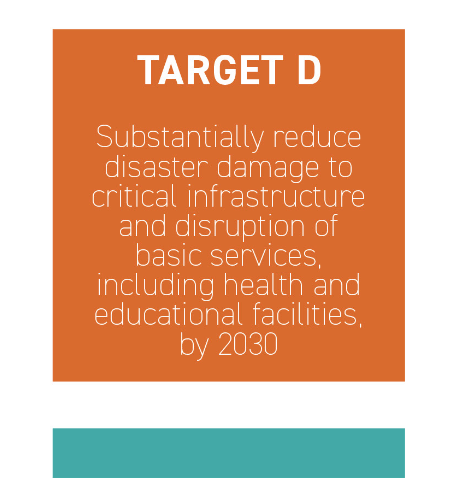 TARGET D
Substantially reduce
disaster damage to
critical infrastructure
and disruption of
basic services,
including health and
educational facilities,
by 2030